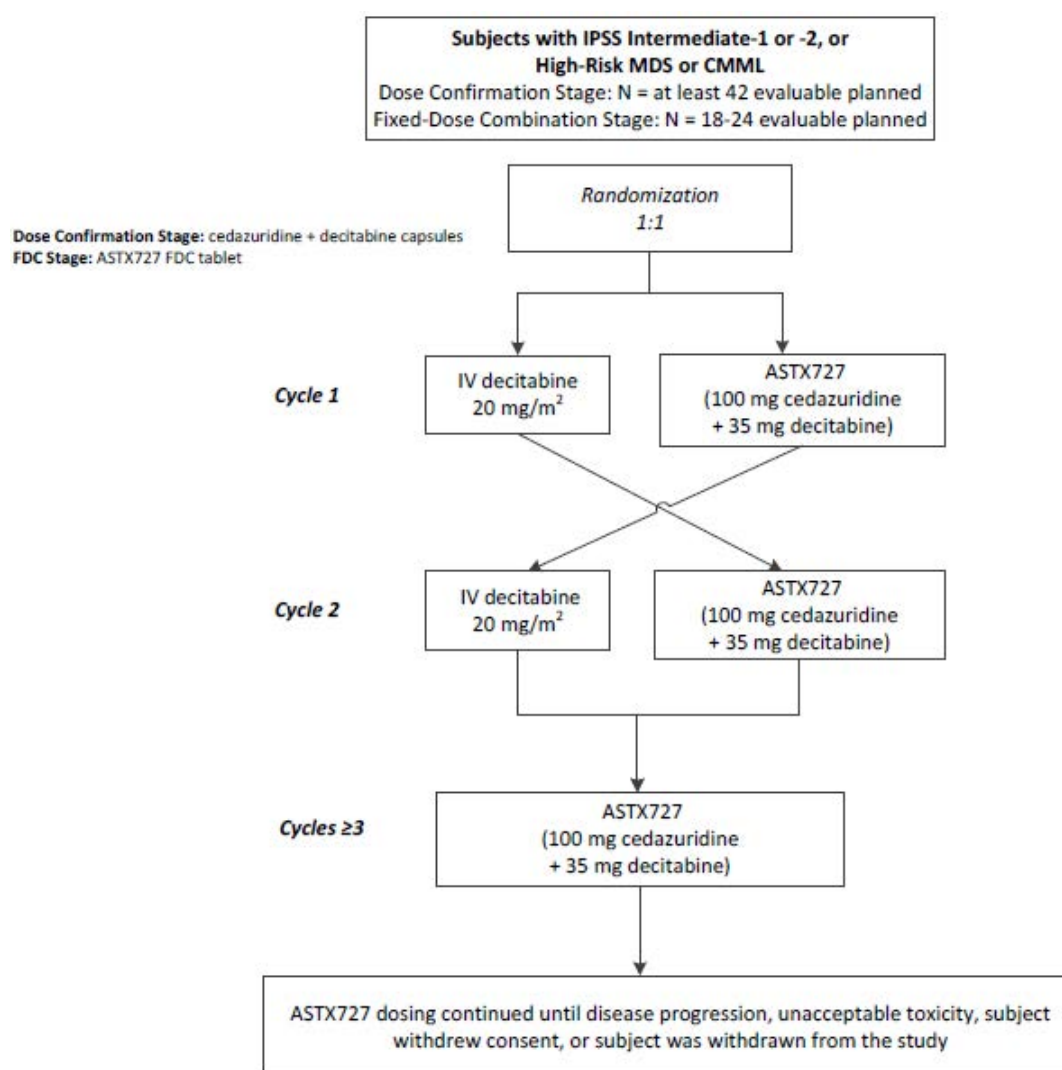 Subjects with IPSS Intermediate-1 or -2, or
High-Risk MDS or CMML
Dose Confirmation Stage: N = at least 42 evaluable planned
Fixed-Dose Combination Stage: N = 18-24 evaluable planned
Randomization
1:1
Dose Confirmation Stage: cedazuridine + decitabine capsules
FDC Stage: ASTX727 FDC tablet
Cycle 1
IV decitabine
20 mg/m²
ASTX727
(100 mg cedazuridine
+ 35 mg decitabine)
Cycle 2
IV decitabine
20 mg/m²
ASTX727
(100 mg cedazuridine
+ 35 mg decitabine)
Cycles ≥3
ASTX727
(100 mg cedazuridine
+ 35 mg decitabine)
ASTX727 dosing continued until disease progression, unacceptable toxicity, subject
withdrew consent, or subject was withdrawn from the study